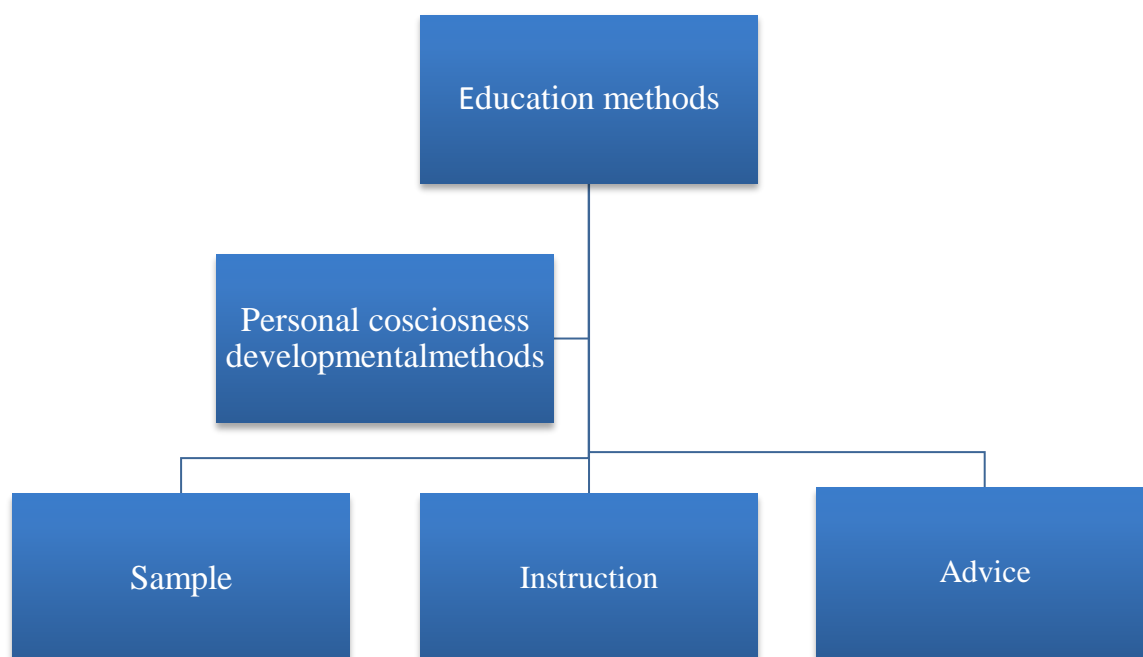 Education methods
Personal cosciosness
developmentalmethods
Sample
Instruction
Advice